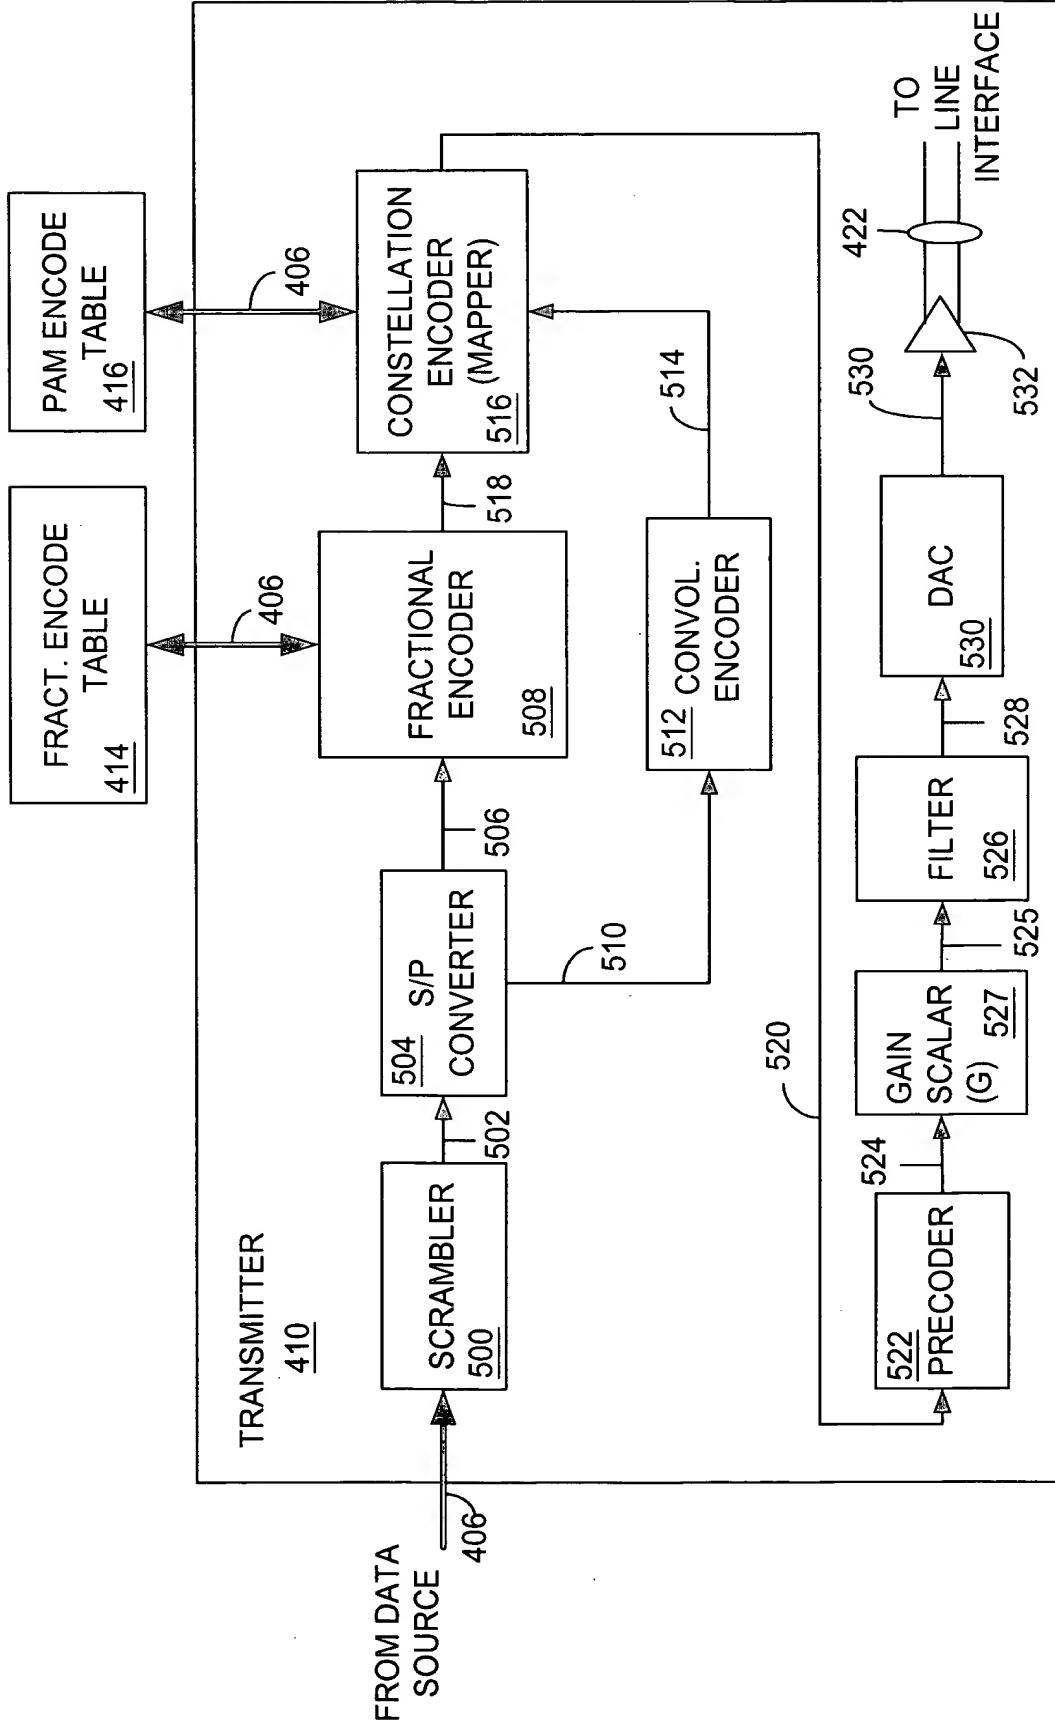 FRACT. ENCODE
TABLE
414
PAM ENCODE
TABLE
416
406
406
TRANSMITTER
410
FROM DATA
SOURCE
406
SCRAMBLER
500
502
504 S/P
CONVERTER
506
FRACTIONAL
ENCODER
508
518
CONSTELLATION
ENCODER
(MAPPER)
516
510
512 CONVOL.
ENCODER
514
520
522
PRECODER
524
GAIN
SCALAR
(G) 527
525
FILTER
526
528
DAC
530
530
532
422
TO
LINE
INTERFACE